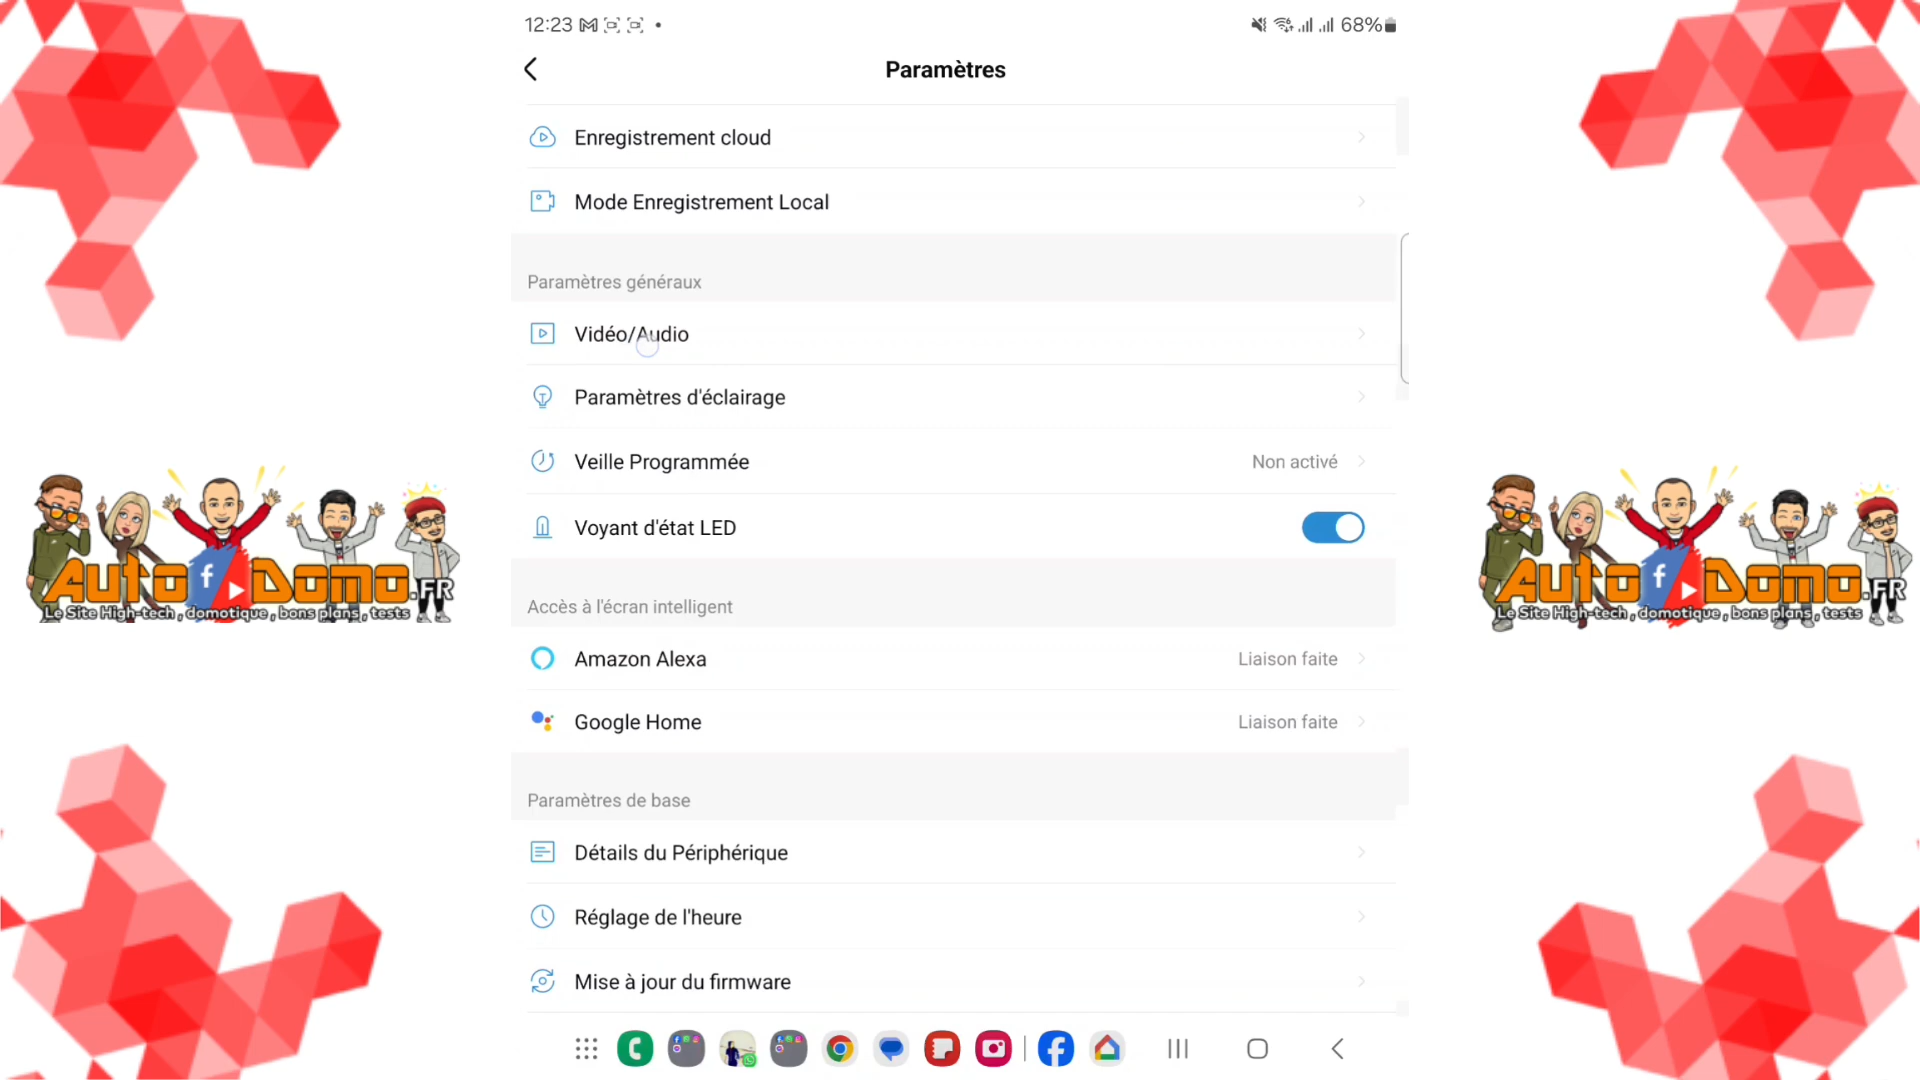 12:23
68%
Paramètres
Enregistrement cloud
Mode Enregistrement Local
Paramètres généraux
Vidéo/Audio
Paramètres d'éclairage
Veille Programmée Non activé
Voyant d'état LED
Accès à l'écran intelligent
Amazon Alexa Liaison faite
Google Home Liaison faite
Paramètres de base
Détails du Périphérique
Réglage de l'heure
Mise à jour du firmware
AutoDomo.FR
Le Site High-tech, domotique, bons plans, tests
AutoDomo.FR
Le Site High-tech, domotique, bons plans, tests